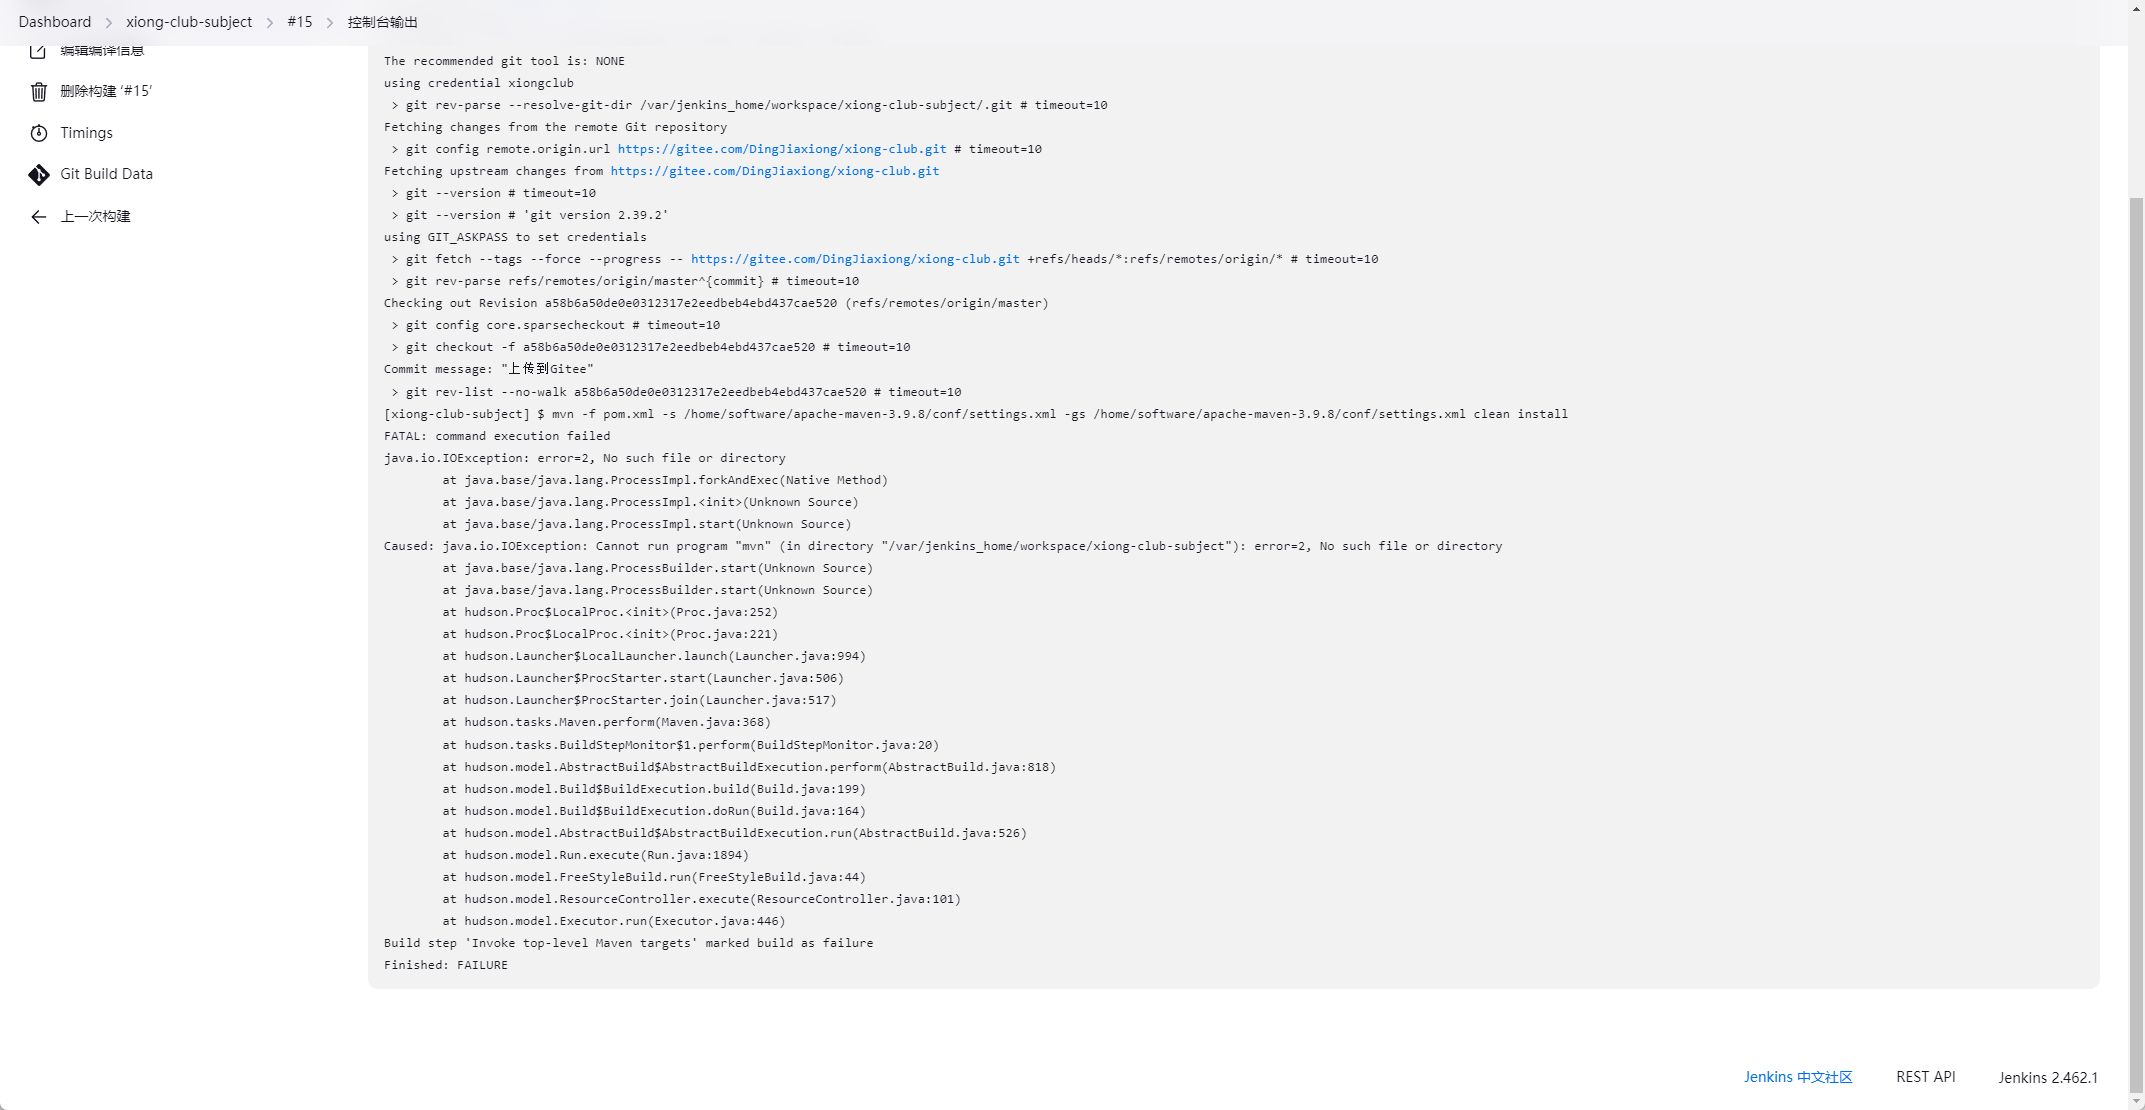 Dashboard > xiong-club-subject > #15 > 控制台输出
编辑编译信息
删除构建 ‘#15’
Timings
Git Build Data
上一次构建
The recommended git tool is: NONE
using credential xiongclub
 > git rev-parse --resolve-git-dir /var/jenkins_home/workspace/xiong-club-subject/.git # timeout=10
Fetching changes from the remote Git repository
 > git config remote.origin.url https://gitee.com/DingJiaxiong/xiong-club.git # timeout=10
Fetching upstream changes from https://gitee.com/DingJiaxiong/xiong-club.git
 > git --version # timeout=10
 > git --version # 'git version 2.39.2'
using GIT_ASKPASS to set credentials
 > git fetch --tags --force --progress -- https://gitee.com/DingJiaxiong/xiong-club.git +refs/heads/*:refs/remotes/origin/* # timeout=10
 > git rev-parse refs/remotes/origin/master^{commit} # timeout=10
Checking out Revision a58b6a50de0e0312317e2eedbeb4ebd437cae520 (refs/remotes/origin/master)
 > git config core.sparsecheckout # timeout=10
 > git checkout -f a58b6a50de0e0312317e2eedbeb4ebd437cae520 # timeout=10
Commit message: "上传到Gitee"
 > git rev-list --no-walk a58b6a50de0e0312317e2eedbeb4ebd437cae520 # timeout=10
[xiong-club-subject] $ mvn -f pom.xml -s /home/software/apache-maven-3.9.8/conf/settings.xml -gs /home/software/apache-maven-3.9.8/conf/settings.xml clean install
FATAL: command execution failed
java.io.IOException: error=2, No such file or directory
	at java.base/java.lang.ProcessImpl.forkAndExec(Native Method)
	at java.base/java.lang.ProcessImpl.<init>(Unknown Source)
	at java.base/java.lang.ProcessImpl.start(Unknown Source)
Caused: java.io.IOException: Cannot run program "mvn" (in directory "/var/jenkins_home/workspace/xiong-club-subject"): error=2, No such file or directory
	at java.base/java.lang.ProcessBuilder.start(Unknown Source)
	at java.base/java.lang.ProcessBuilder.start(Unknown Source)
	at hudson.Proc$LocalProc.<init>(Proc.java:252)
	at hudson.Proc$LocalProc.<init>(Proc.java:221)
	at hudson.Launcher$LocalLauncher.launch(Launcher.java:994)
	at hudson.Launcher$ProcStarter.start(Launcher.java:506)
	at hudson.Launcher$ProcStarter.join(Launcher.java:517)
	at hudson.tasks.Maven.perform(Maven.java:368)
	at hudson.tasks.BuildStepMonitor$1.perform(BuildStepMonitor.java:20)
	at hudson.model.AbstractBuild$AbstractBuildExecution.perform(AbstractBuild.java:818)
	at hudson.model.Build$BuildExecution.build(Build.java:199)
	at hudson.model.Build$BuildExecution.doRun(Build.java:164)
	at hudson.model.AbstractBuild$AbstractBuildExecution.run(AbstractBuild.java:526)
	at hudson.model.Run.execute(Run.java:1894)
	at hudson.model.FreeStyleBuild.run(FreeStyleBuild.java:44)
	at hudson.model.ResourceController.execute(ResourceController.java:101)
	at hudson.model.Executor.run(Executor.java:446)
Build step 'Invoke top-level Maven targets' marked build as failure
Finished: FAILURE
Jenkins 中文社区 REST API Jenkins 2.462.1